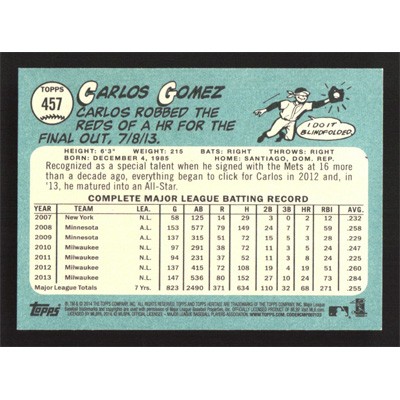 TOPPS
457
CARLOS GOMEZ
CARLOS ROBBED THE
REDS OF A HR FOR THE
FINAL OUT, 7/8/13.
I DO IT
BLINDFOLDED.
HEIGHT: 6'3" WEIGHT: 215 BATS: RIGHT THROWS: RIGHT
BORN: DECEMBER 4, 1985 HOME: SANTIAGO, DOM. REP.
Recognized as a special talent when he signed with the Mets at 16 more
than a decade ago, everything began to click for Carlos in 2012 and, in
'13, he matured into an All-Star.
COMPLETE MAJOR LEAGUE BATTING RECORD
YEAR TEAM LEA. G AB R H 2B 3B HR RBI AVG.
2007 New York N.L. 58 125 14 29 3 0 2 12 .232
2008 Minnesota A.L. 153 577 79 149 24 7 7 59 .258
2009 Minnesota A.L. 137 315 51 72 15 5 3 28 .229
2010 Milwaukee N.L. 97 291 38 72 11 3 5 24 .247
2011 Milwaukee N.L. 94 231 37 52 11 3 8 24 .225
2012 Milwaukee N.L. 137 415 72 108 19 4 19 51 .260
2013 Milwaukee N.L. 147 536 80 152 27 10 24 73 .284
Major League Totals 7 Yrs. 823 2490 371 634 110 32 68 271 .255
Topps